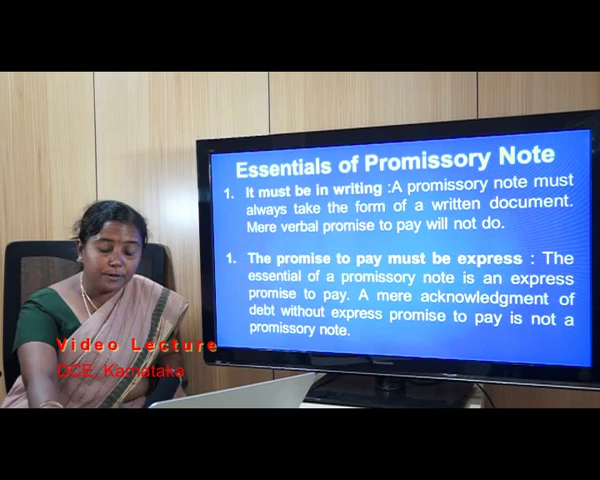 Essentials of Promissory Note
1. It must be in writing :A promissory note must
always take the form of a written document.
Mere verbal promise to pay will not do.
1. The promise to pay must be express : The
essential of a promissory note is an express
promise to pay. A mere acknowledgment of
debt without express promise to pay is not a
promissory note.
Video Lecture
DCE, Karnataka
Panasonic